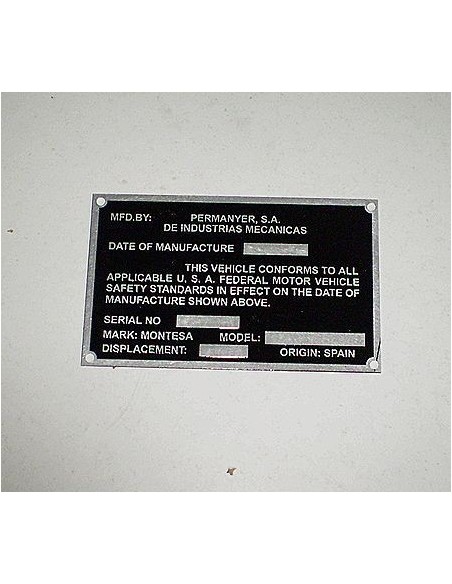 MFD.BY: PERMANYER, S.A.
DE INDUSTRIAS MECANICAS
DATE OF MANUFACTURE
THIS VEHICLE CONFORMS TO ALL
APPLICABLE U. S. A. FEDERAL MOTOR VEHICLE
SAFETY STANDARDS IN EFFECT ON THE DATE OF
MANUFACTURE SHOWN ABOVE.
SERIAL NO
MARK: MONTESA MODEL:
DISPLACEMENT: ORIGIN: SPAIN